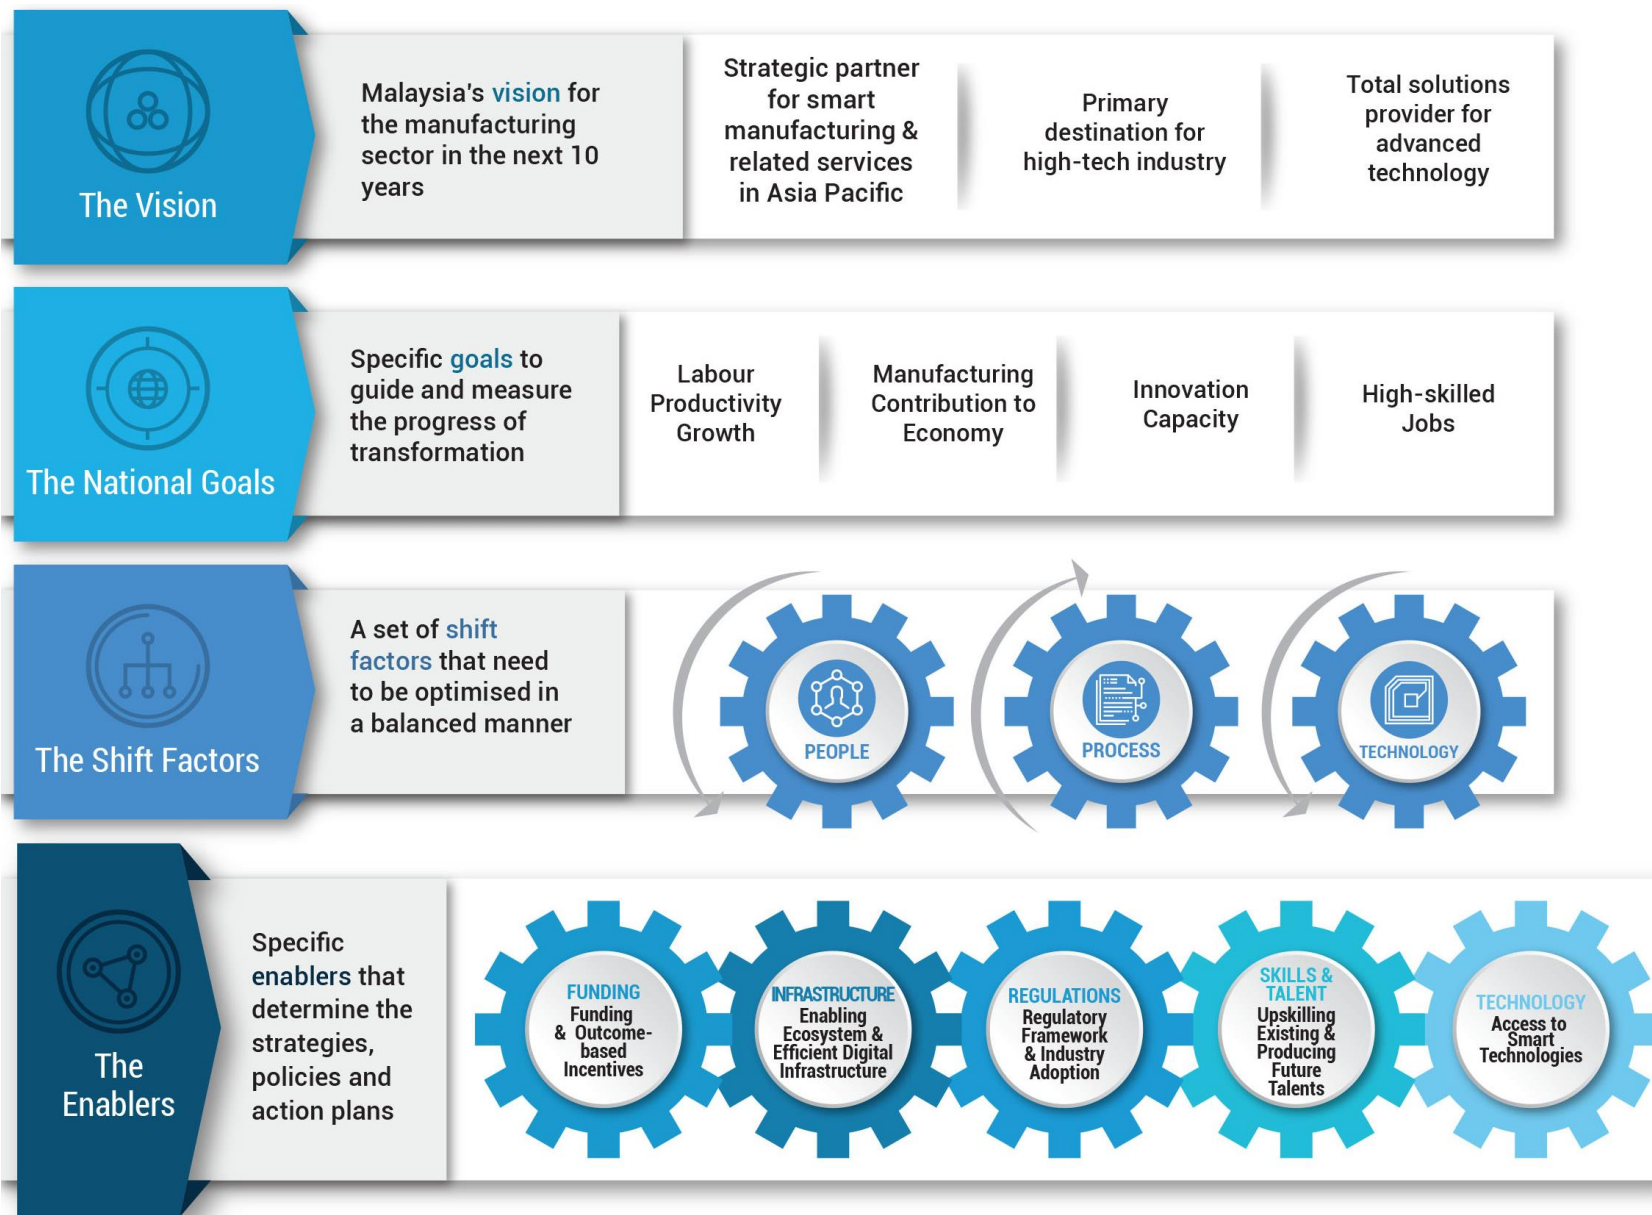 The Vision
Malaysia's vision for
the manufacturing
sector in the next 10
years
Strategic partner
for smart
manufacturing &
related services
in Asia Pacific
Primary
destination for
high-tech industry
Total solutions
provider for
advanced
technology
The National Goals
Specific goals to
guide and measure
the progress of
transformation
Labour
Productivity
Growth
Manufacturing
Contribution to
Economy
Innovation
Capacity
High-skilled
Jobs
The Shift Factors
A set of shift
factors that need
to be optimised in
a balanced manner
PEOPLE
PROCESS
TECHNOLOGY
The
Enablers
Specific
enablers that
determine the
strategies,
policies and
action plans
FUNDING
Funding
& Outcome-
based
Incentives
INFRASTRUCTURE
Enabling
Ecosystem &
Efficient Digital
Infrastructure
REGULATIONS
Regulatory
Framework
& Industry
Adoption
SKILLS &
TALENT
Upskilling
Existing &
Producing
Future
Talents
TECHNOLOGY
Access to
Smart
Technologies